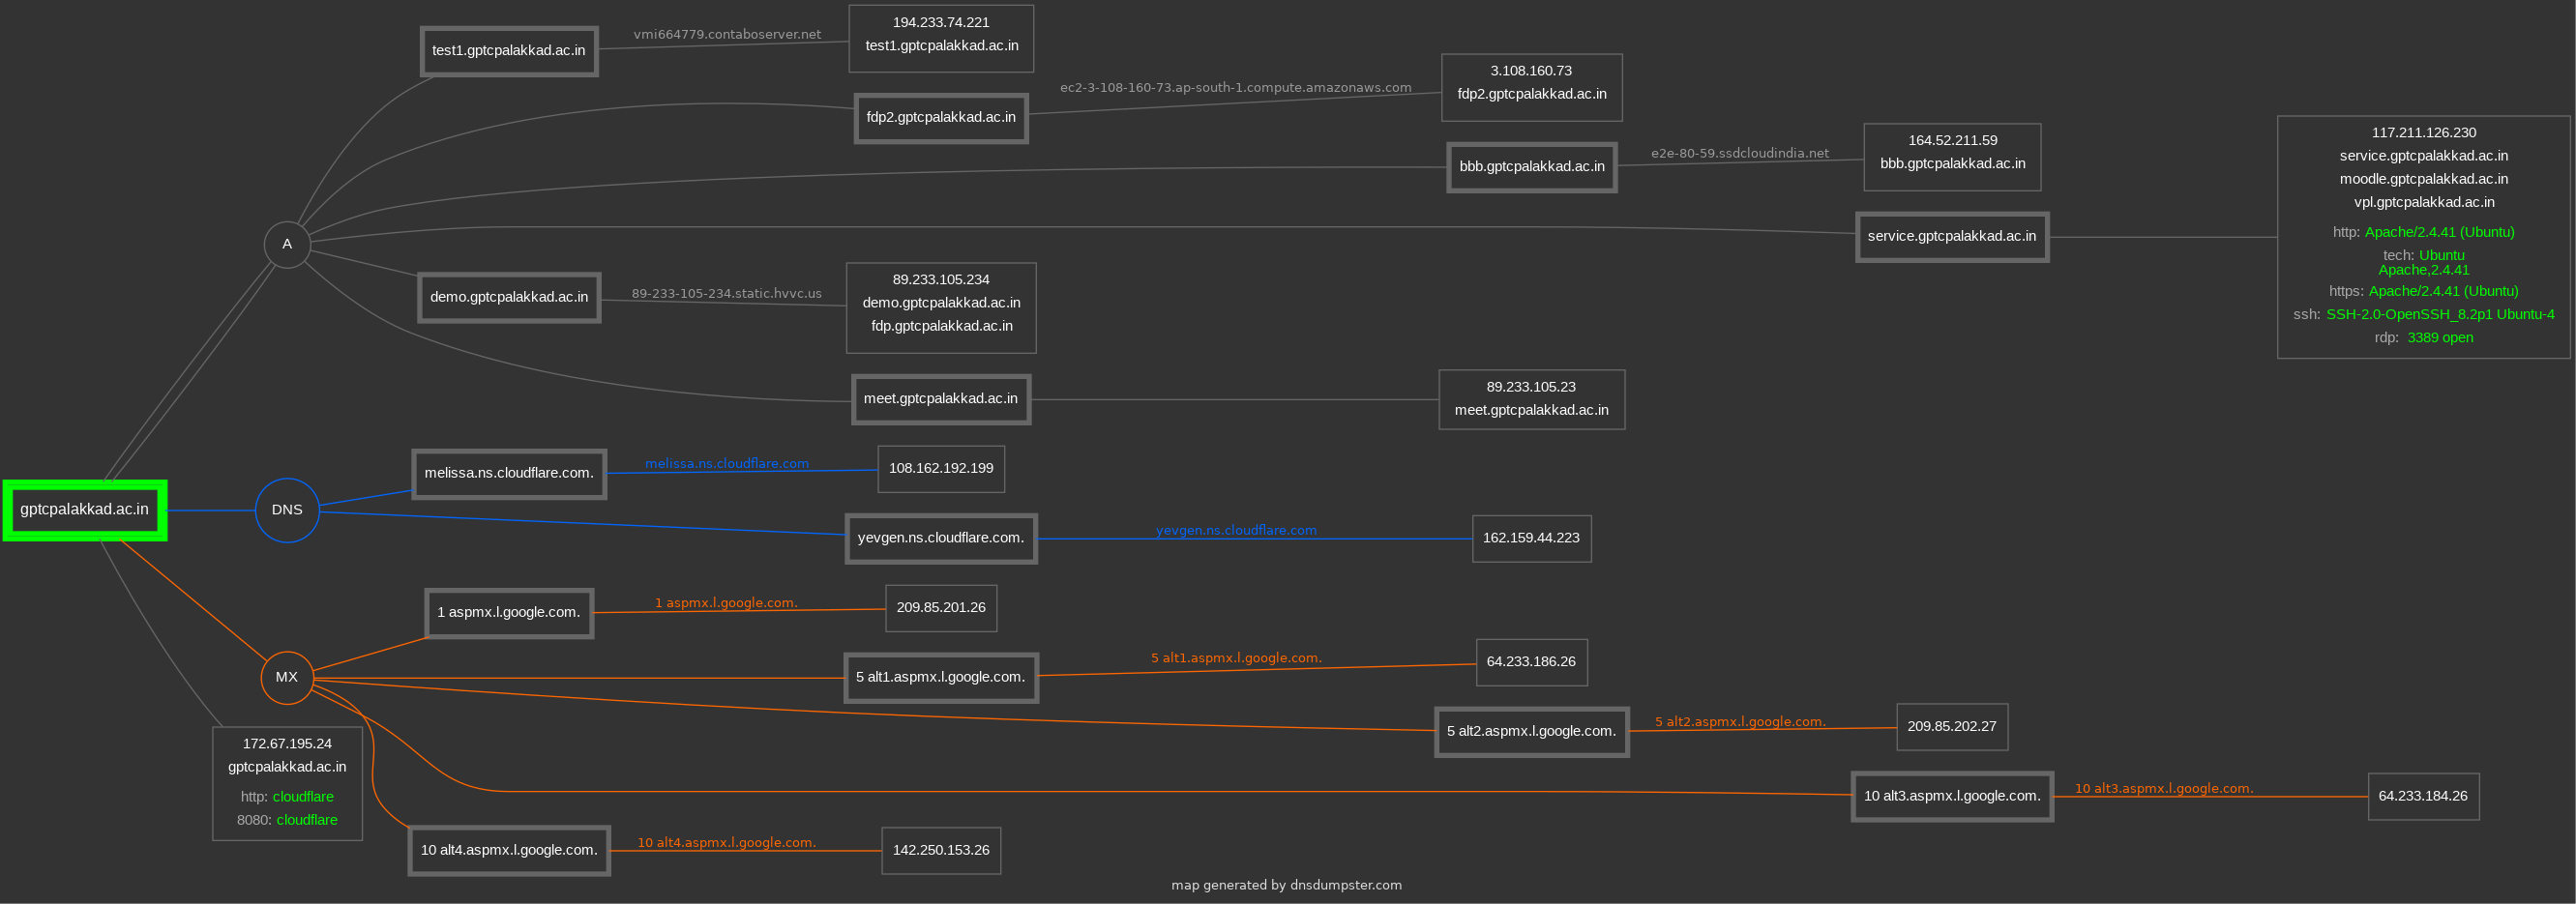 test1.gptcpalakkad.ac.in
vmi664779.contaboserver.net
194.233.74.221
test1.gptcpalakkad.ac.in
fdp2.gptcpalakkad.ac.in
ec2-3-108-160-73.ap-south-1.compute.amazonaws.com
3.108.160.73
fdp2.gptcpalakkad.ac.in
bbb.gptcpalakkad.ac.in
e2e-80-59.ssdcloudindia.net
164.52.211.59
bbb.gptcpalakkad.ac.in
A
service.gptcpalakkad.ac.in
117.211.126.230
service.gptcpalakkad.ac.in
moodle.gptcpalakkad.ac.in
vpl.gptcpalakkad.ac.in
http: Apache/2.4.41 (Ubuntu)
tech: Ubuntu
Apache,2.4.41
https: Apache/2.4.41 (Ubuntu)
ssh: SSH-2.0-OpenSSH_8.2p1 Ubuntu-4
rdp: 3389 open
demo.gptcpalakkad.ac.in
89-233-105-234.static.hvvc.us
89.233.105.234
demo.gptcpalakkad.ac.in
fdp.gptcpalakkad.ac.in
meet.gptcpalakkad.ac.in
89.233.105.23
meet.gptcpalakkad.ac.in
gptcpalakkad.ac.in
DNS
melissa.ns.cloudflare.com.
melissa.ns.cloudflare.com
108.162.192.199
yevgen.ns.cloudflare.com.
yevgen.ns.cloudflare.com
162.159.44.223
MX
1 aspmx.l.google.com.
1 aspmx.l.google.com.
209.85.201.26
5 alt1.aspmx.l.google.com.
5 alt1.aspmx.l.google.com.
64.233.186.26
5 alt2.aspmx.l.google.com.
5 alt2.aspmx.l.google.com.
209.85.202.27
10 alt3.aspmx.l.google.com.
10 alt3.aspmx.l.google.com.
64.233.184.26
172.67.195.24
gptcpalakkad.ac.in
http: cloudflare
8080: cloudflare
10 alt4.aspmx.l.google.com.
10 alt4.aspmx.l.google.com.
142.250.153.26
map generated by dnsdumpster.com